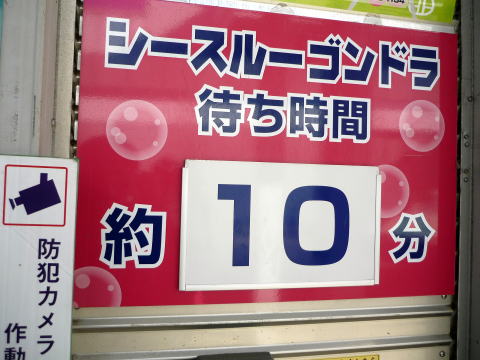 シースルーゴンドラ
待ち時間
約 10 分
防犯カメラ
作動